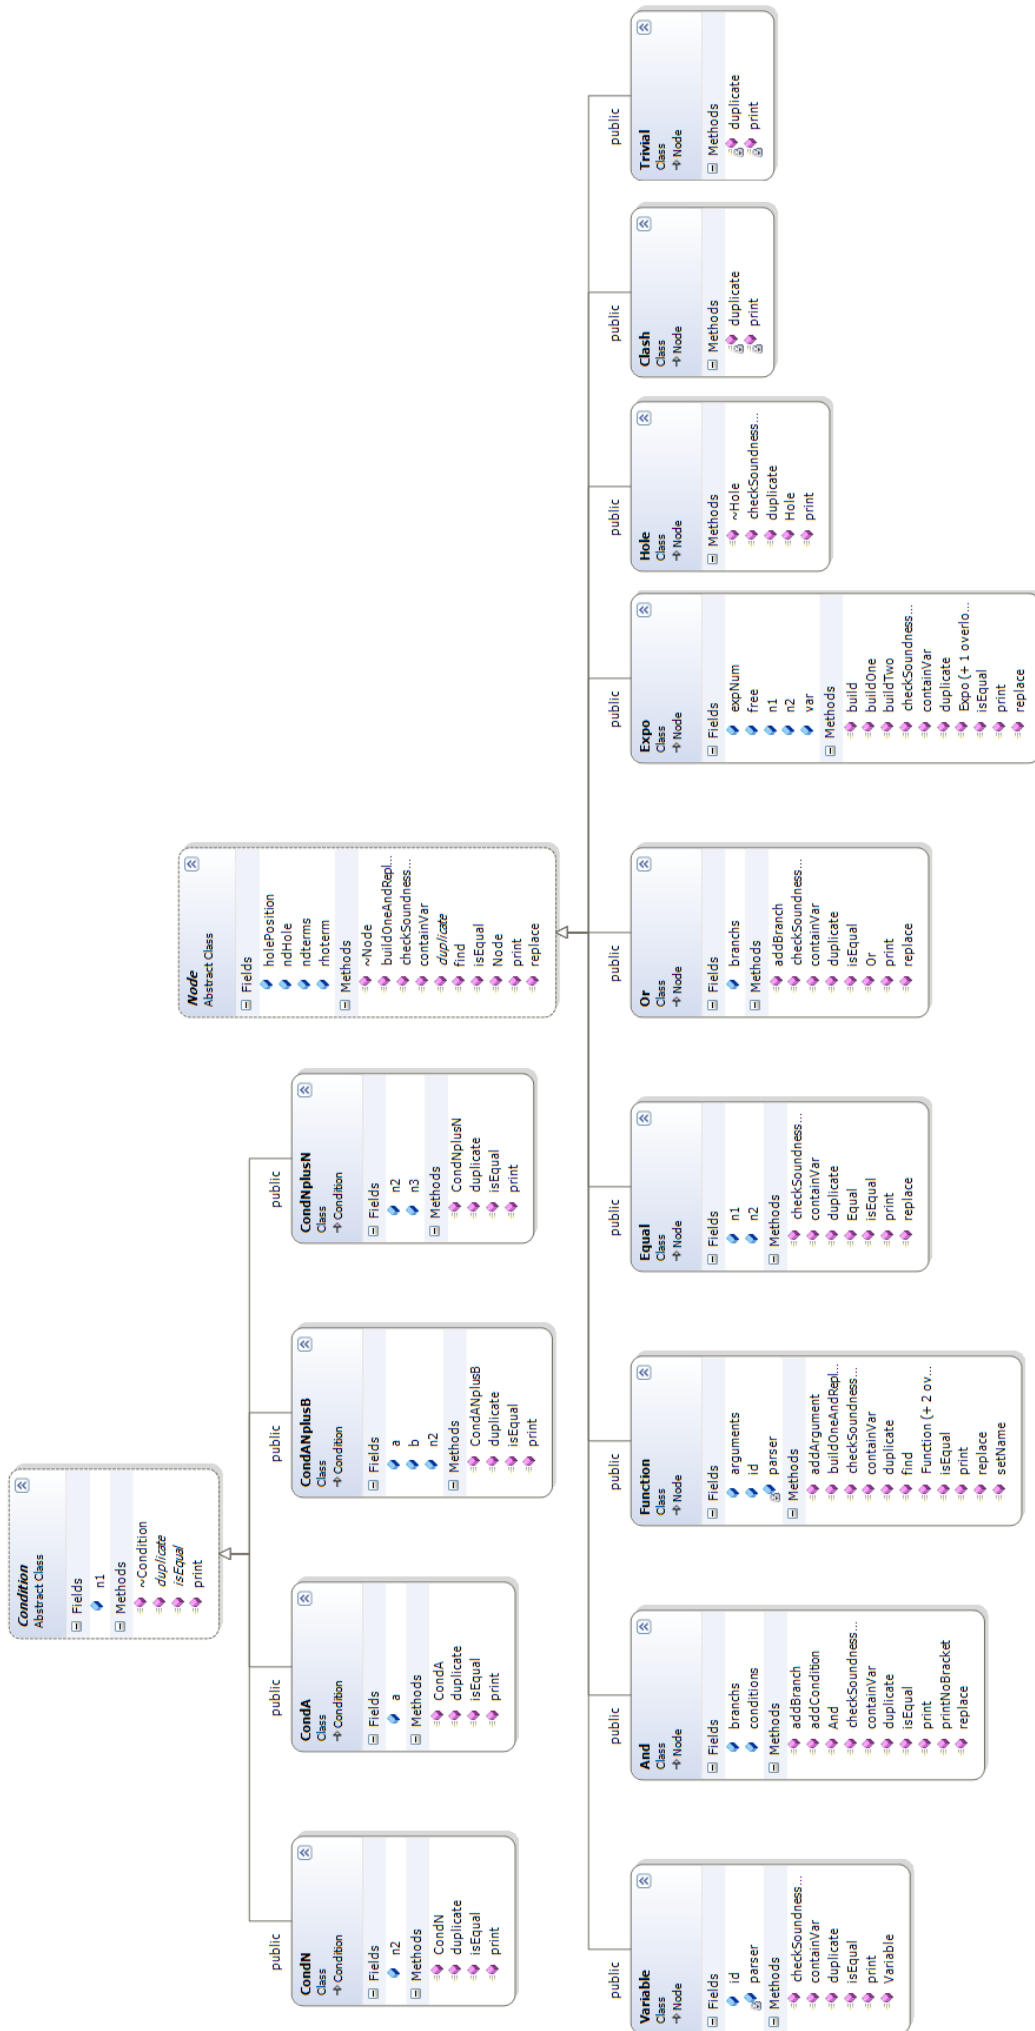 Condition
Abstract Class
Fields
n1
Methods
~Condition
duplicate
isEqual
print
public
public
public
public
CondN
Class
Condition
Fields
n2
Methods
CondN
duplicate
isEqual
print
CondA
Class
Condition
Fields
a
Methods
CondA
duplicate
isEqual
print
CondANplusB
Class
Condition
Fields
a
b
n2
Methods
CondANplusB
duplicate
isEqual
print
CondNplusN
Class
Condition
Fields
n2
n3
Methods
CondNplusN
duplicate
isEqual
print
Node
Abstract Class
Fields
holePosition
ndHole
ndterms
rhoterm
Methods
~Node
buildOneAndRepl...
checkSoundness...
containVar
duplicate
find
isEqual
Node
print
replace
public
public
public
public
public
public
public
public
public
Variable
Class
Node
Fields
id
parser
Methods
checkSoundness...
containVar
duplicate
isEqual
print
Variable
And
Class
Node
Fields
branchs
conditions
Methods
addBranch
addCondition
And
checkSoundness...
containVar
duplicate
isEqual
print
printNoBracket
replace
Function
Class
Node
Fields
arguments
id
parser
Methods
addArgument
buildOneAndRepl...
checkSoundness...
containVar
duplicate
find
Function (+ 2 ov...
isEqual
print
replace
setName
Equal
Class
Node
Fields
n1
n2
Methods
checkSoundness...
containVar
duplicate
Equal
isEqual
print
replace
Or
Class
Node
Fields
branchs
Methods
addBranch
checkSoundness...
containVar
duplicate
isEqual
Or
print
replace
Expo
Class
Node
Fields
expNum
free
n1
n2
var
Methods
build
buildOne
buildTwo
checkSoundness...
containVar
duplicate
Expo (+ 1 overlo...
isEqual
print
replace
Hole
Class
Node
Methods
~Hole
checkSoundness...
duplicate
Hole
print
Clash
Class
Node
Methods
duplicate
print
Trivial
Class
Node
Methods
duplicate
print